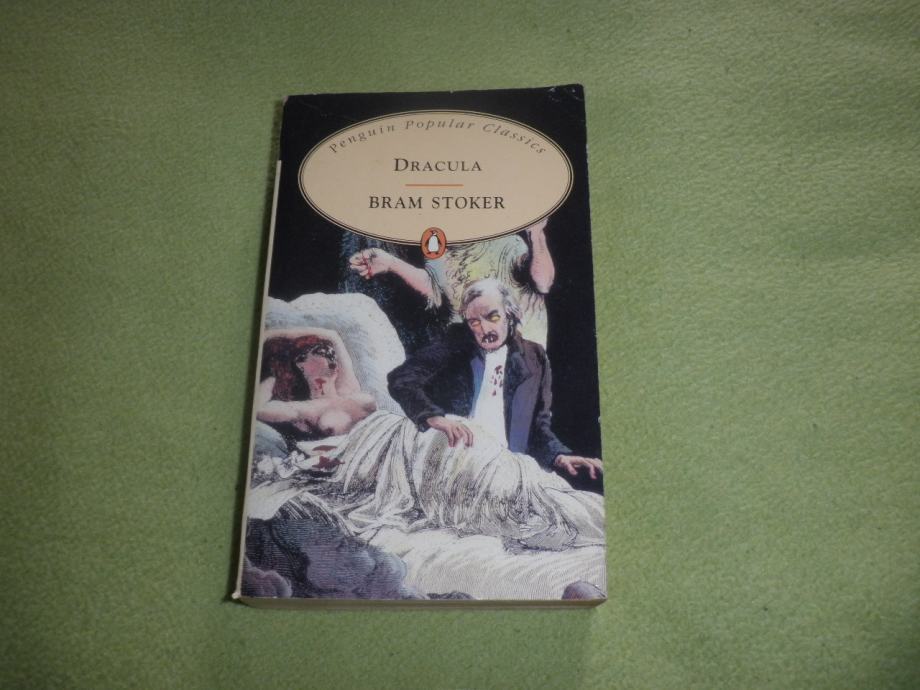 Penguin Popular Classics
DRACULA
BRAM STOKER